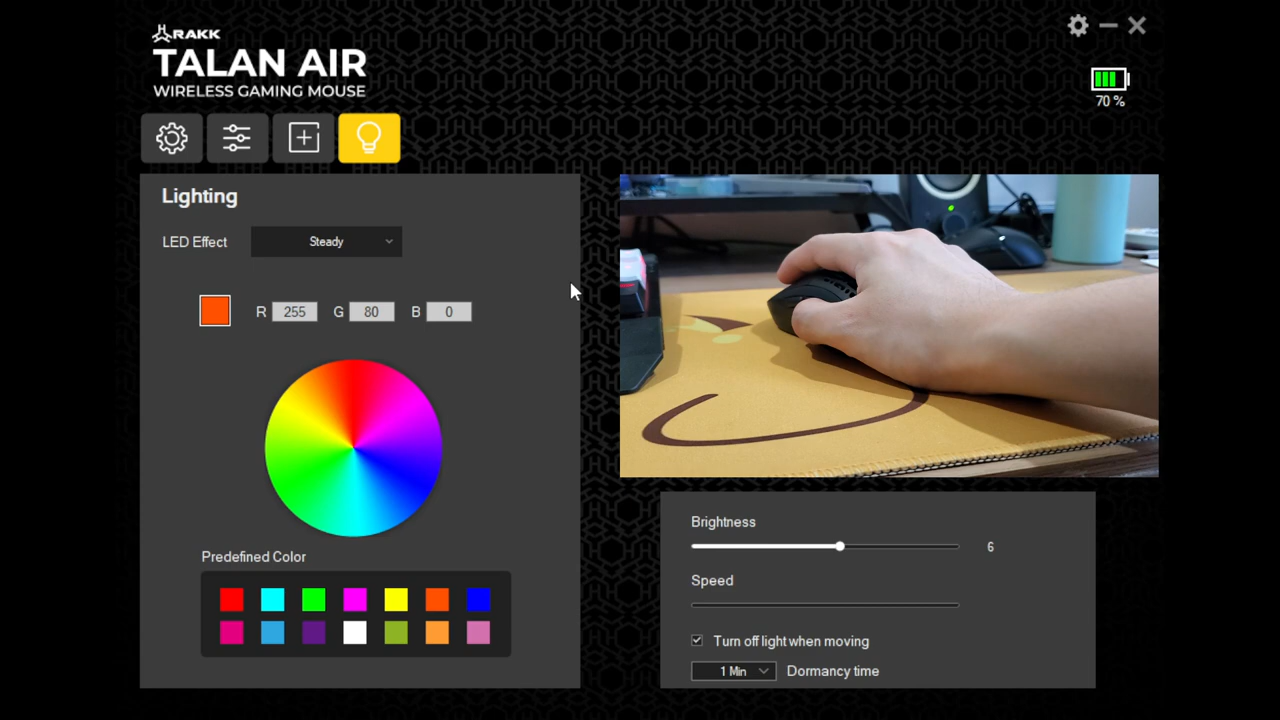 RAKK
TALAN AIR
WIRELESS GAMING MOUSE
70 %
Lighting
LED Effect
Steady
R 255 G 80 B 0
Predefined Color
Brightness
6
Speed
Turn off light when moving
1 Min Dormancy time